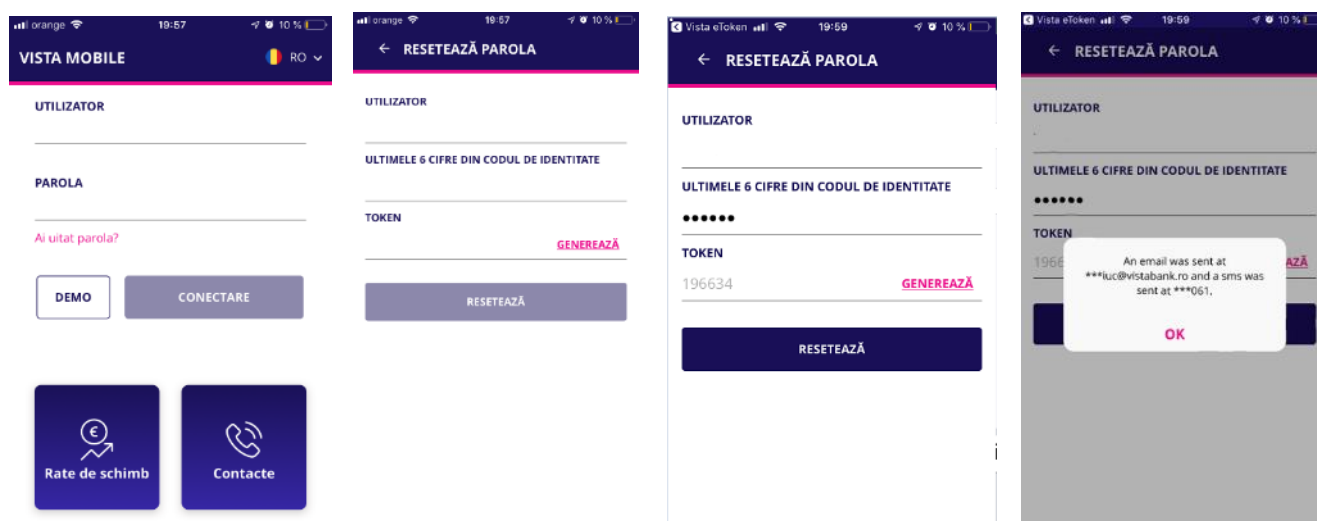 orange 19:57 10 %
VISTA MOBILE RO
UTILIZATOR
PAROLA
Ai uitat parola?
DEMO CONECTARE
€
Rate de schimb Contacte
orange 19:57 10 %
← RESETEAZĂ PAROLA
UTILIZATOR
ULTIMELE 6 CIFRE DIN CODUL DE IDENTITATE
TOKEN
GENEREAZĂ
RESETEAZĂ
Vista eToken 19:59 10 %
← RESETEAZĂ PAROLA
UTILIZATOR
ULTIMELE 6 CIFRE DIN CODUL DE IDENTITATE
••••••
TOKEN
196634 GENEREAZĂ
RESETEAZĂ
i
Vista eToken 19:59 10 %
← RESETEAZĂ PAROLA
UTILIZATOR
ULTIMELE 6 CIFRE DIN CODUL DE IDENTITATE
••••••
TOKEN
1966 AZĂ
An email was sent at
***iuc@vistabank.ro and a sms was
sent at ***061.
OK